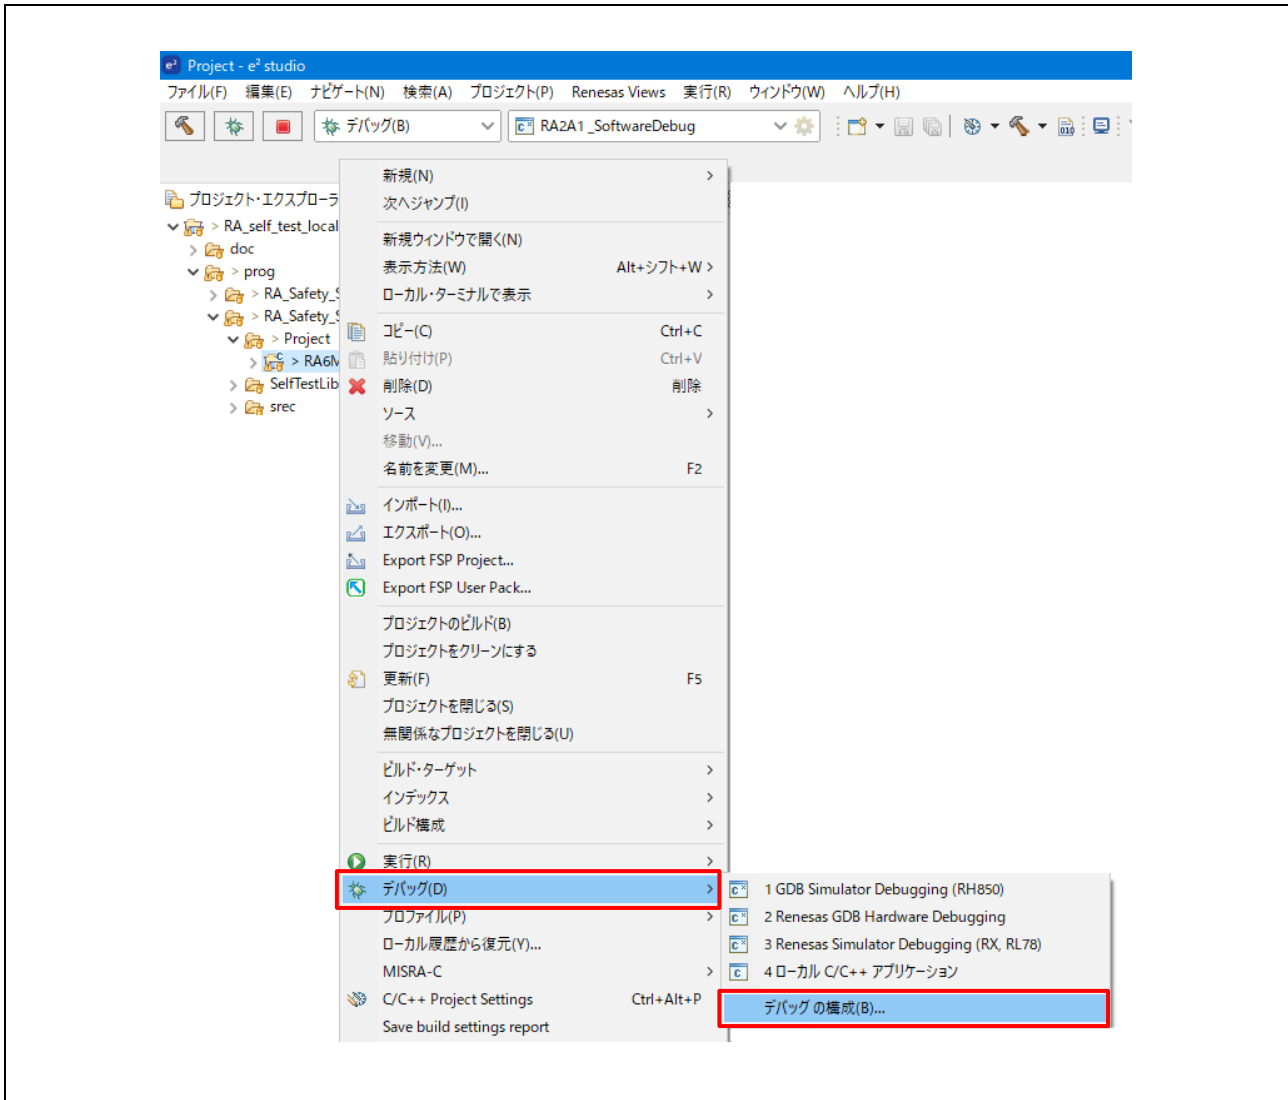 Project - e² studio
ファイル(F) 編集(E) ナビゲート(N) 検索(A) プロジェクト(P) Renesas Views 実行(R) ウィンドウ(W) ヘルプ(H)
デバッグ(B) RA2A1_SoftwareDebug
プロジェクト・エクスプローラ
> RA_self_test_local
doc
> prog
> RA_Safety_S
> RA_Safety_S
> Project
> RA6M
SelfTestLib
srec
新規(N)
次へジャンプ(I)
新規ウィンドウで開く(N)
表示方法(W) Alt+シフト+W
ローカル・ターミナルで表示
コピー(C) Ctrl+C
貼り付け(P) Ctrl+V
削除(D) 削除
ソース
移動(V)...
名前を変更(M)... F2
インポート(I)...
エクスポート(O)...
Export FSP Project...
Export FSP User Pack...
プロジェクトのビルド(B)
プロジェクトをクリーンにする
更新(F) F5
プロジェクトを閉じる(S)
無関係なプロジェクトを閉じる(U)
ビルド・ターゲット
インデックス
ビルド構成
実行(R)
デバッグ(D)
プロファイル(P)
ローカル履歴から復元(Y)...
MISRA-C
C/C++ Project Settings Ctrl+Alt+P
Save build settings report
1 GDB Simulator Debugging (RH850)
2 Renesas GDB Hardware Debugging
3 Renesas Simulator Debugging (RX, RL78)
4 ローカル C/C++ アプリケーション
デバッグ の構成(B)...